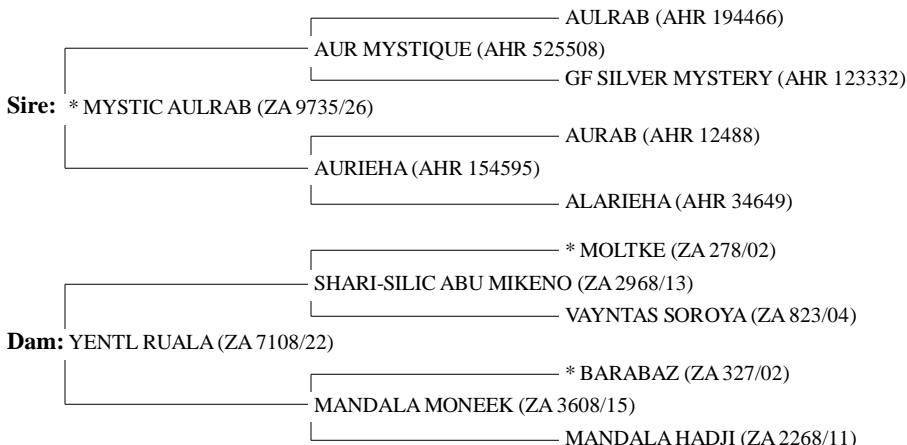 AULRAB (AHR 194466)
AUR MYSTIQUE (AHR 525508)
GF SILVER MYSTERY (AHR 123332)
Sire: * MYSTIC AULRAB (ZA 9735/26)
AURAB (AHR 12488)
AURIEHA (AHR 154595)
ALARIEHA (AHR 34649)
* MOLTKE (ZA 278/02)
SHARI-SILIC ABU MIKENO (ZA 2968/13)
VAYNTAS SOROYA (ZA 823/04)
Dam: YENTL RUALA (ZA 7108/22)
* BARABAZ (ZA 327/02)
MANDALA MONEEK (ZA 3608/15)
MANDALA HADJI (ZA 2268/11)